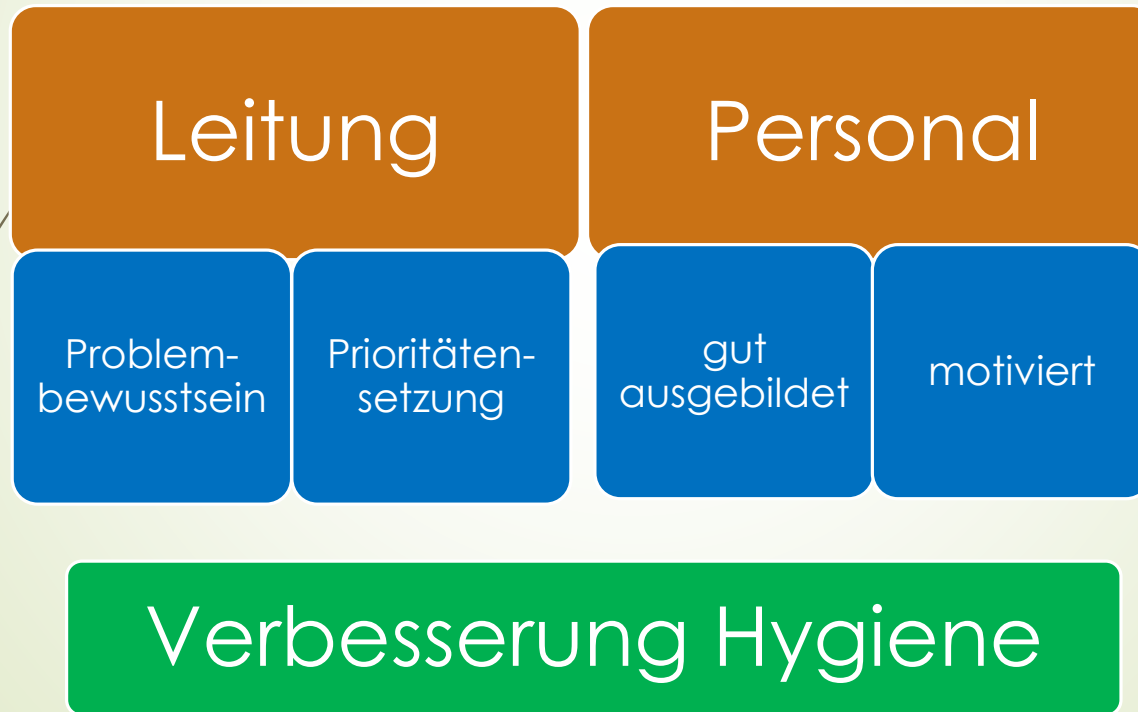 Leitung
Personal
Problem-
bewusstsein
Prioritäten-
setzung
gut
ausgebildet
motiviert
Verbesserung Hygiene